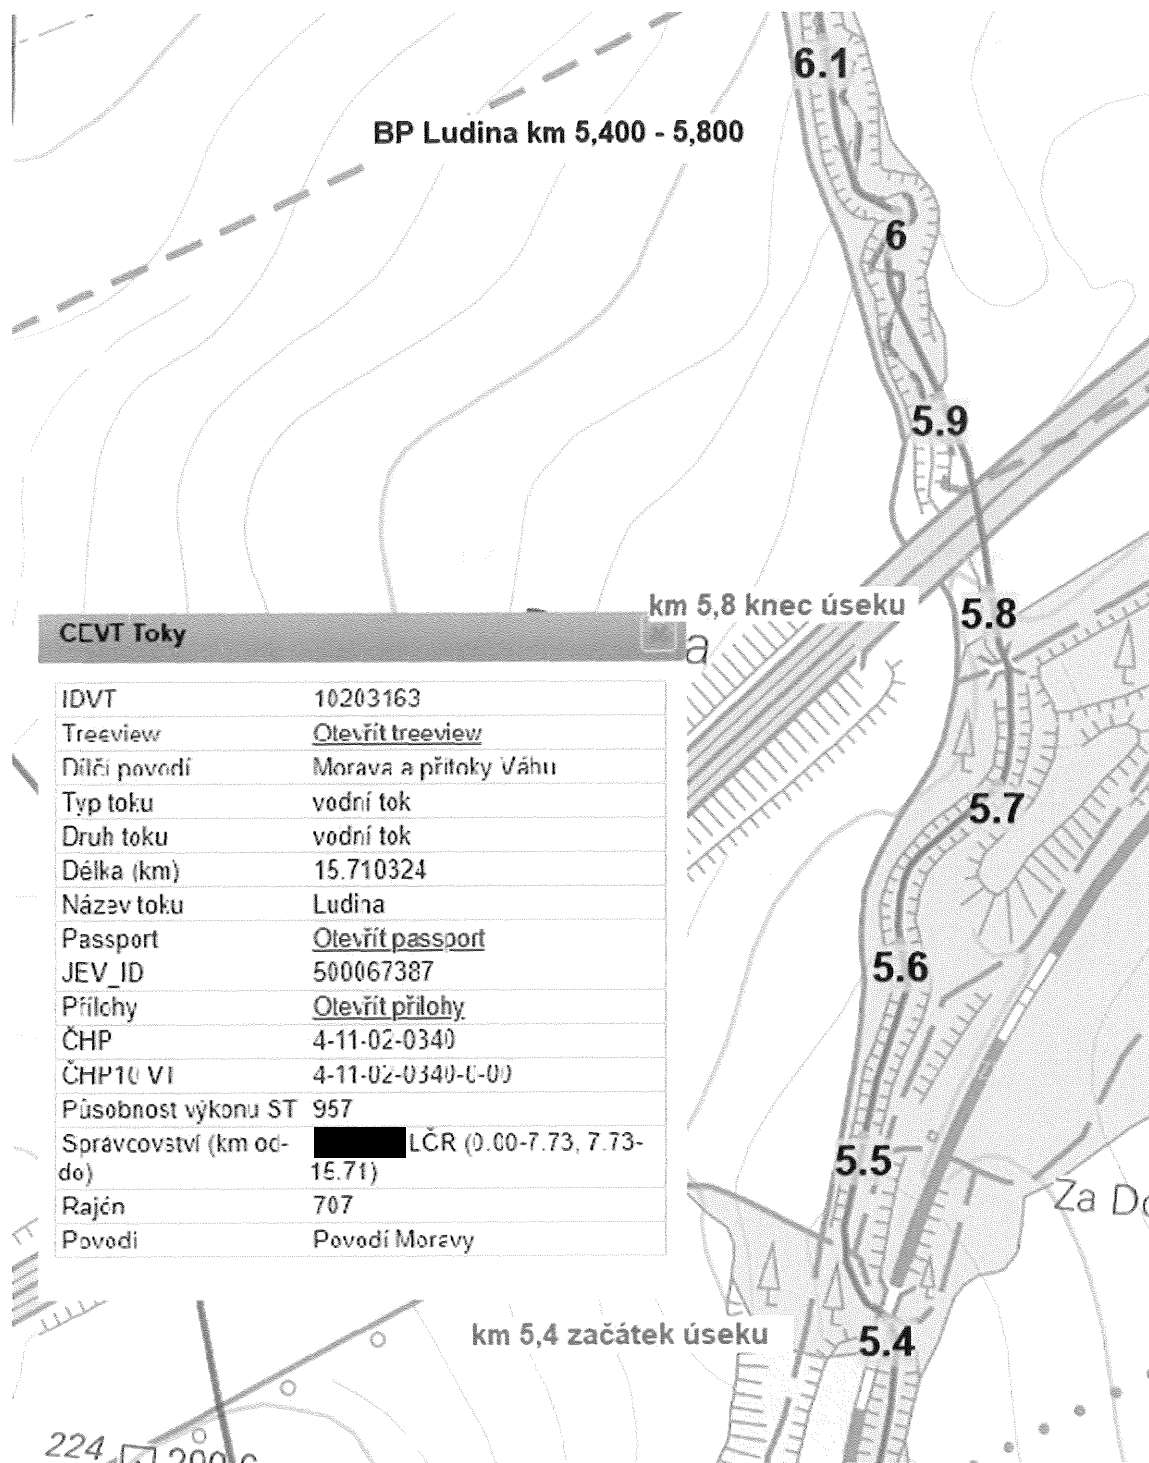 6.1
BP Ludina km 5,400 - 5,800
6
5.9
km 5,8 knec úseku
5.8
CEVT Toky
a
IDVT 10203163
Treeview Otevřít treeview
Dílčí povodí Morava a přítoky Váhu
Typ toku vodní tok
Druh toku vodní tok
Délka (km) 15.710324
Název toku Ludina
Passport Otevřít passport
JEV_ID 500067387
Přílohy Otevřít přílohy
ČHP 4-11-02-0340
ČHP10 VT 4-11-02-0340-0-00
Působnost výkonu ST 957
Správcovství (km od-do) LČR (0.00-7.73, 7.73-15.71)
Rajón 707
Povodí Povodí Moravy
5.7
5.6
5.5
Za Do
km 5,4 začátek úseku
5.4
224